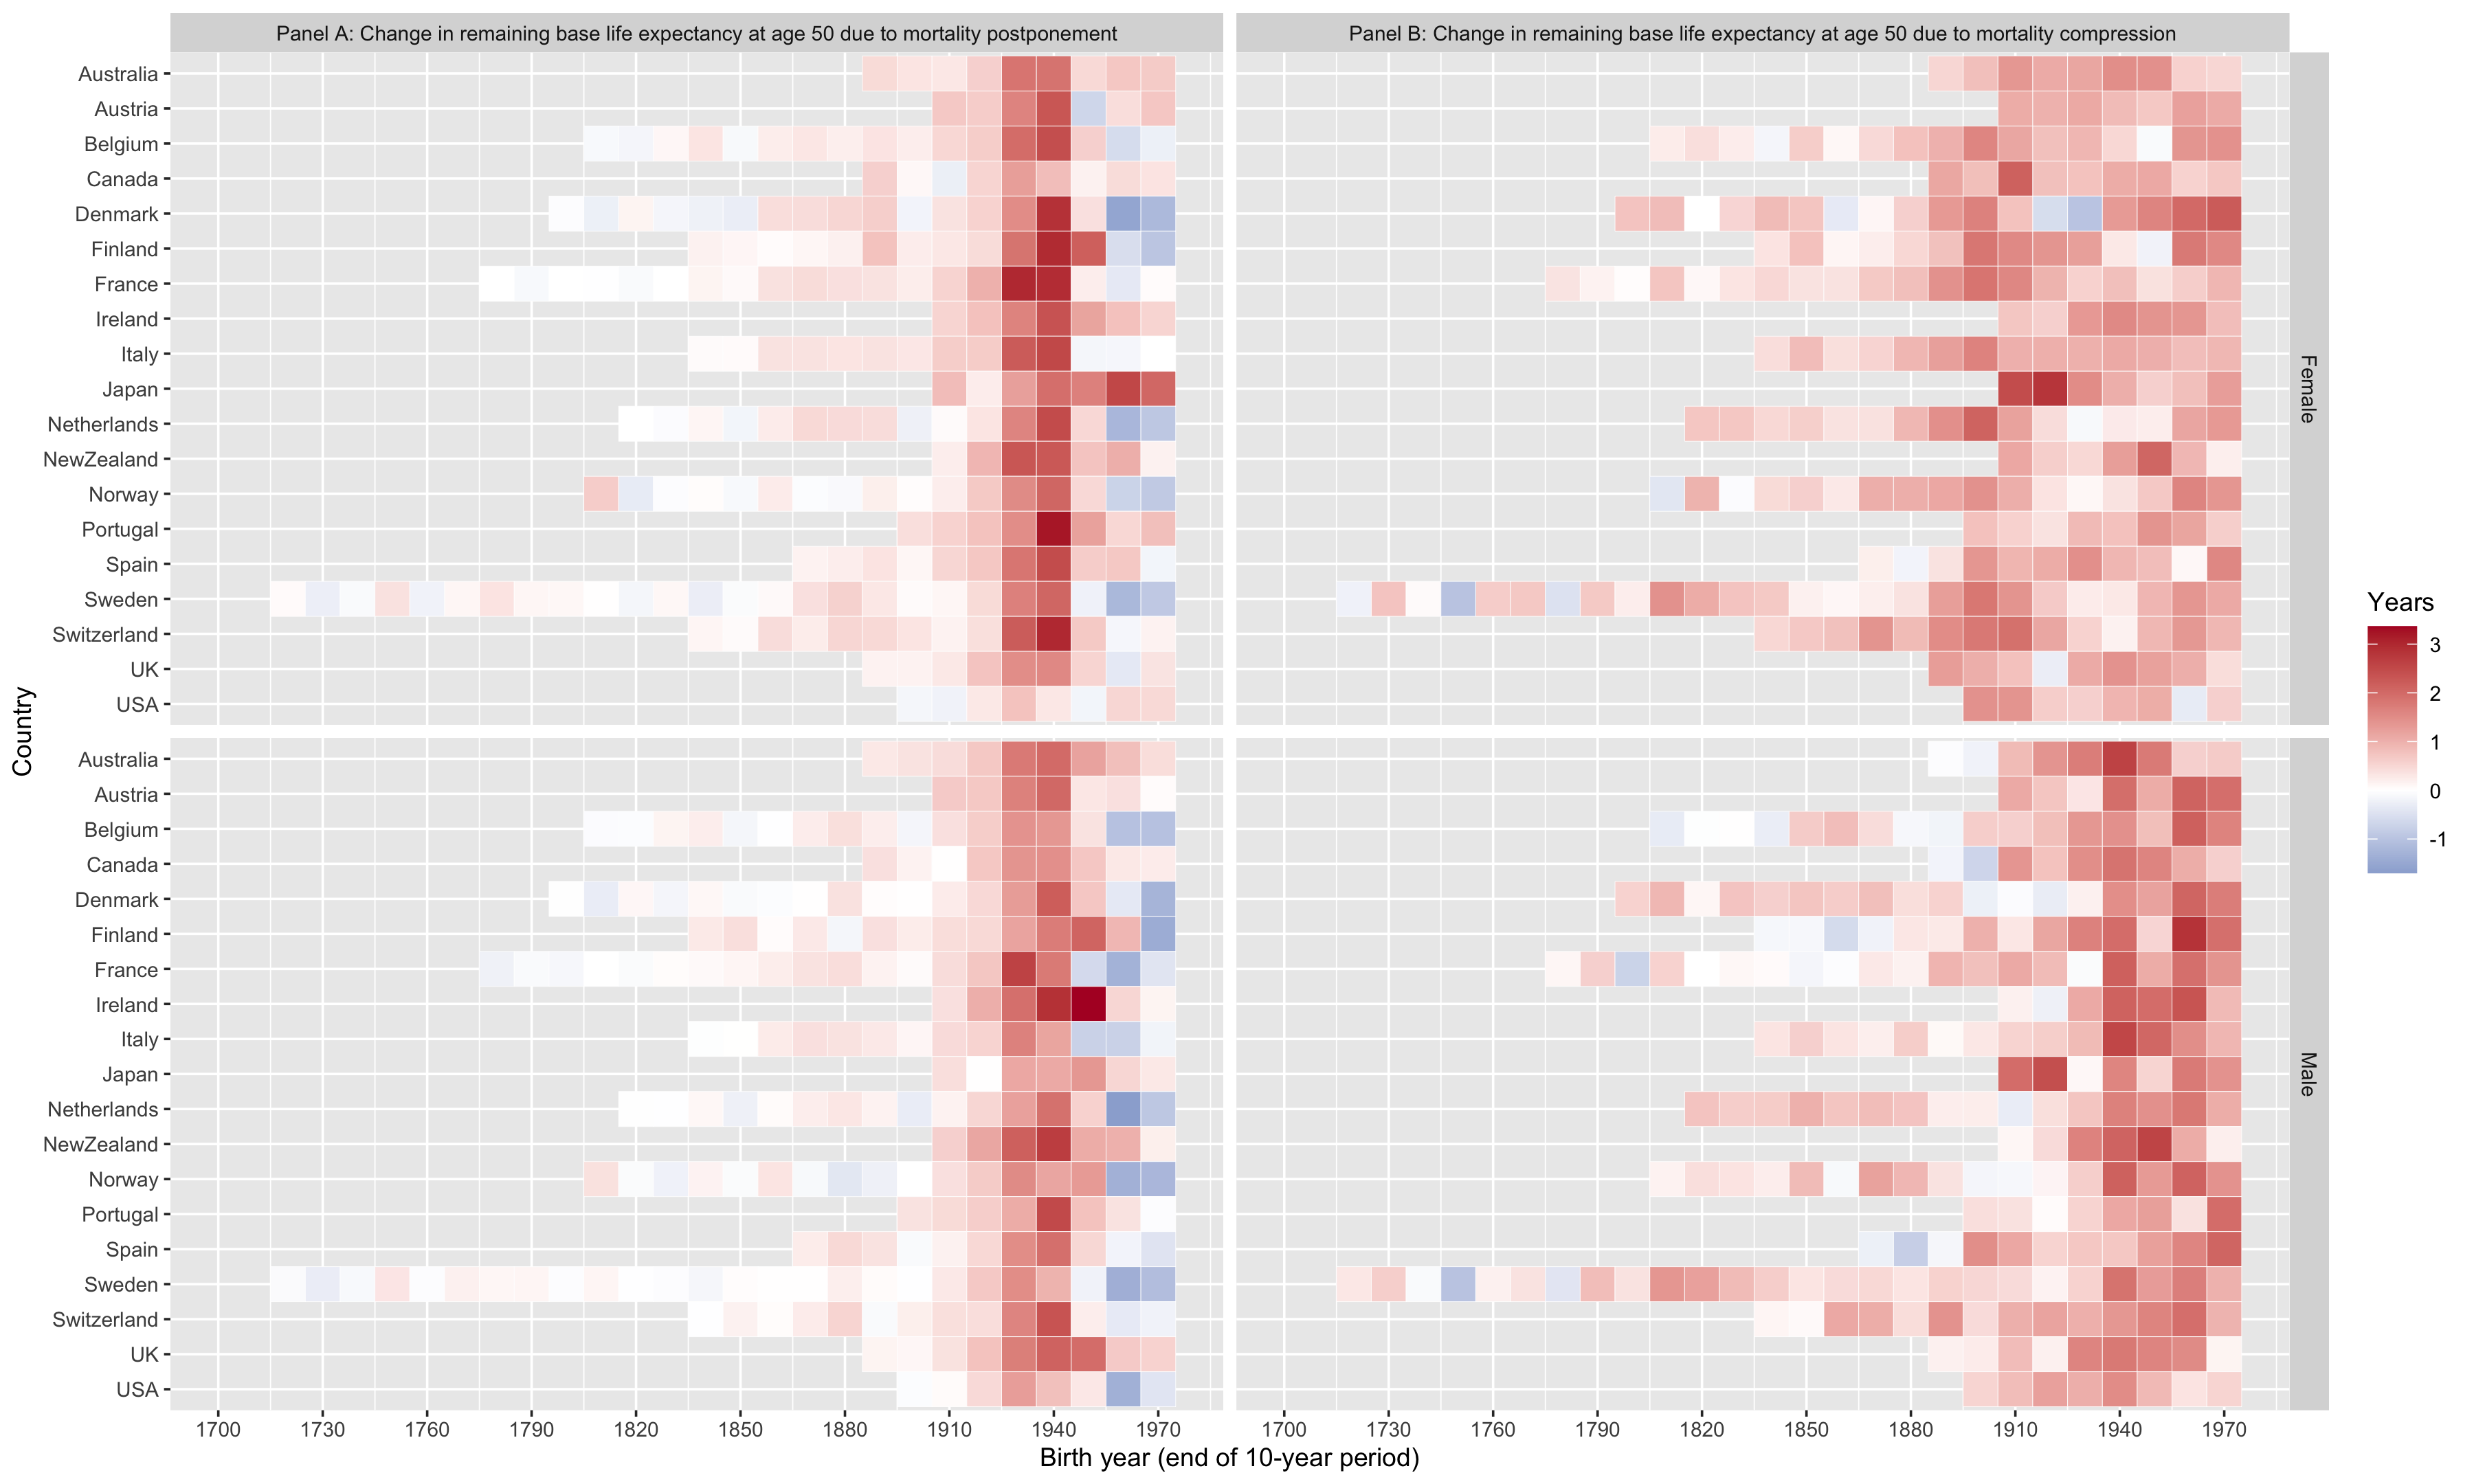 Panel A: Change in remaining base life expectancy at age 50 due to mortality postponement
Panel B: Change in remaining base life expectancy at age 50 due to mortality compression
Australia
Austria
Belgium
Canada
Denmark
Finland
France
Ireland
Italy
Japan
Netherlands
NewZealand
Norway
Portugal
Spain
Sweden
Switzerland
UK
USA
Female
Country
Australia
Austria
Belgium
Canada
Denmark
Finland
France
Ireland
Italy
Japan
Netherlands
NewZealand
Norway
Portugal
Spain
Sweden
Switzerland
UK
USA
Male
1700 1730 1760 1790 1820 1850 1880 1910 1940 1970
1700 1730 1760 1790 1820 1850 1880 1910 1940 1970
Birth year (end of 10-year period)
Years
3
2
1
0
-1